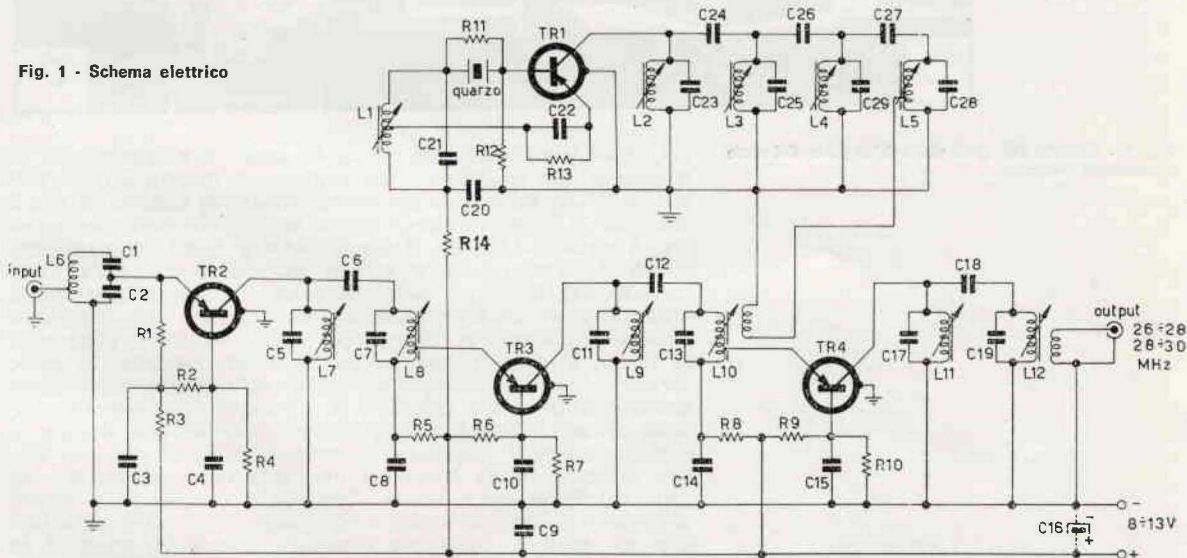 Fig. 1 - Schema elettrico
C24 C26 C27
R11 TR1
quarzo
L1 C22 C23 C25 C29 C28
L2 L3 L4 L5
C21 R12 R13
C20
R14
input L6 C1 C2 TR2 C6 C12 C18 output
26÷28
28÷30
MHz
R1 C5 L7 C7 L8 TR3 C11 L9 C13 L10 TR4 C17 L11 C19 L12
R2 R3 R4 R5 R6 R7 R8 R9 R10
C3 C4 C8 C10 C14 C15
C9 C16 - +
-
8÷13V
+